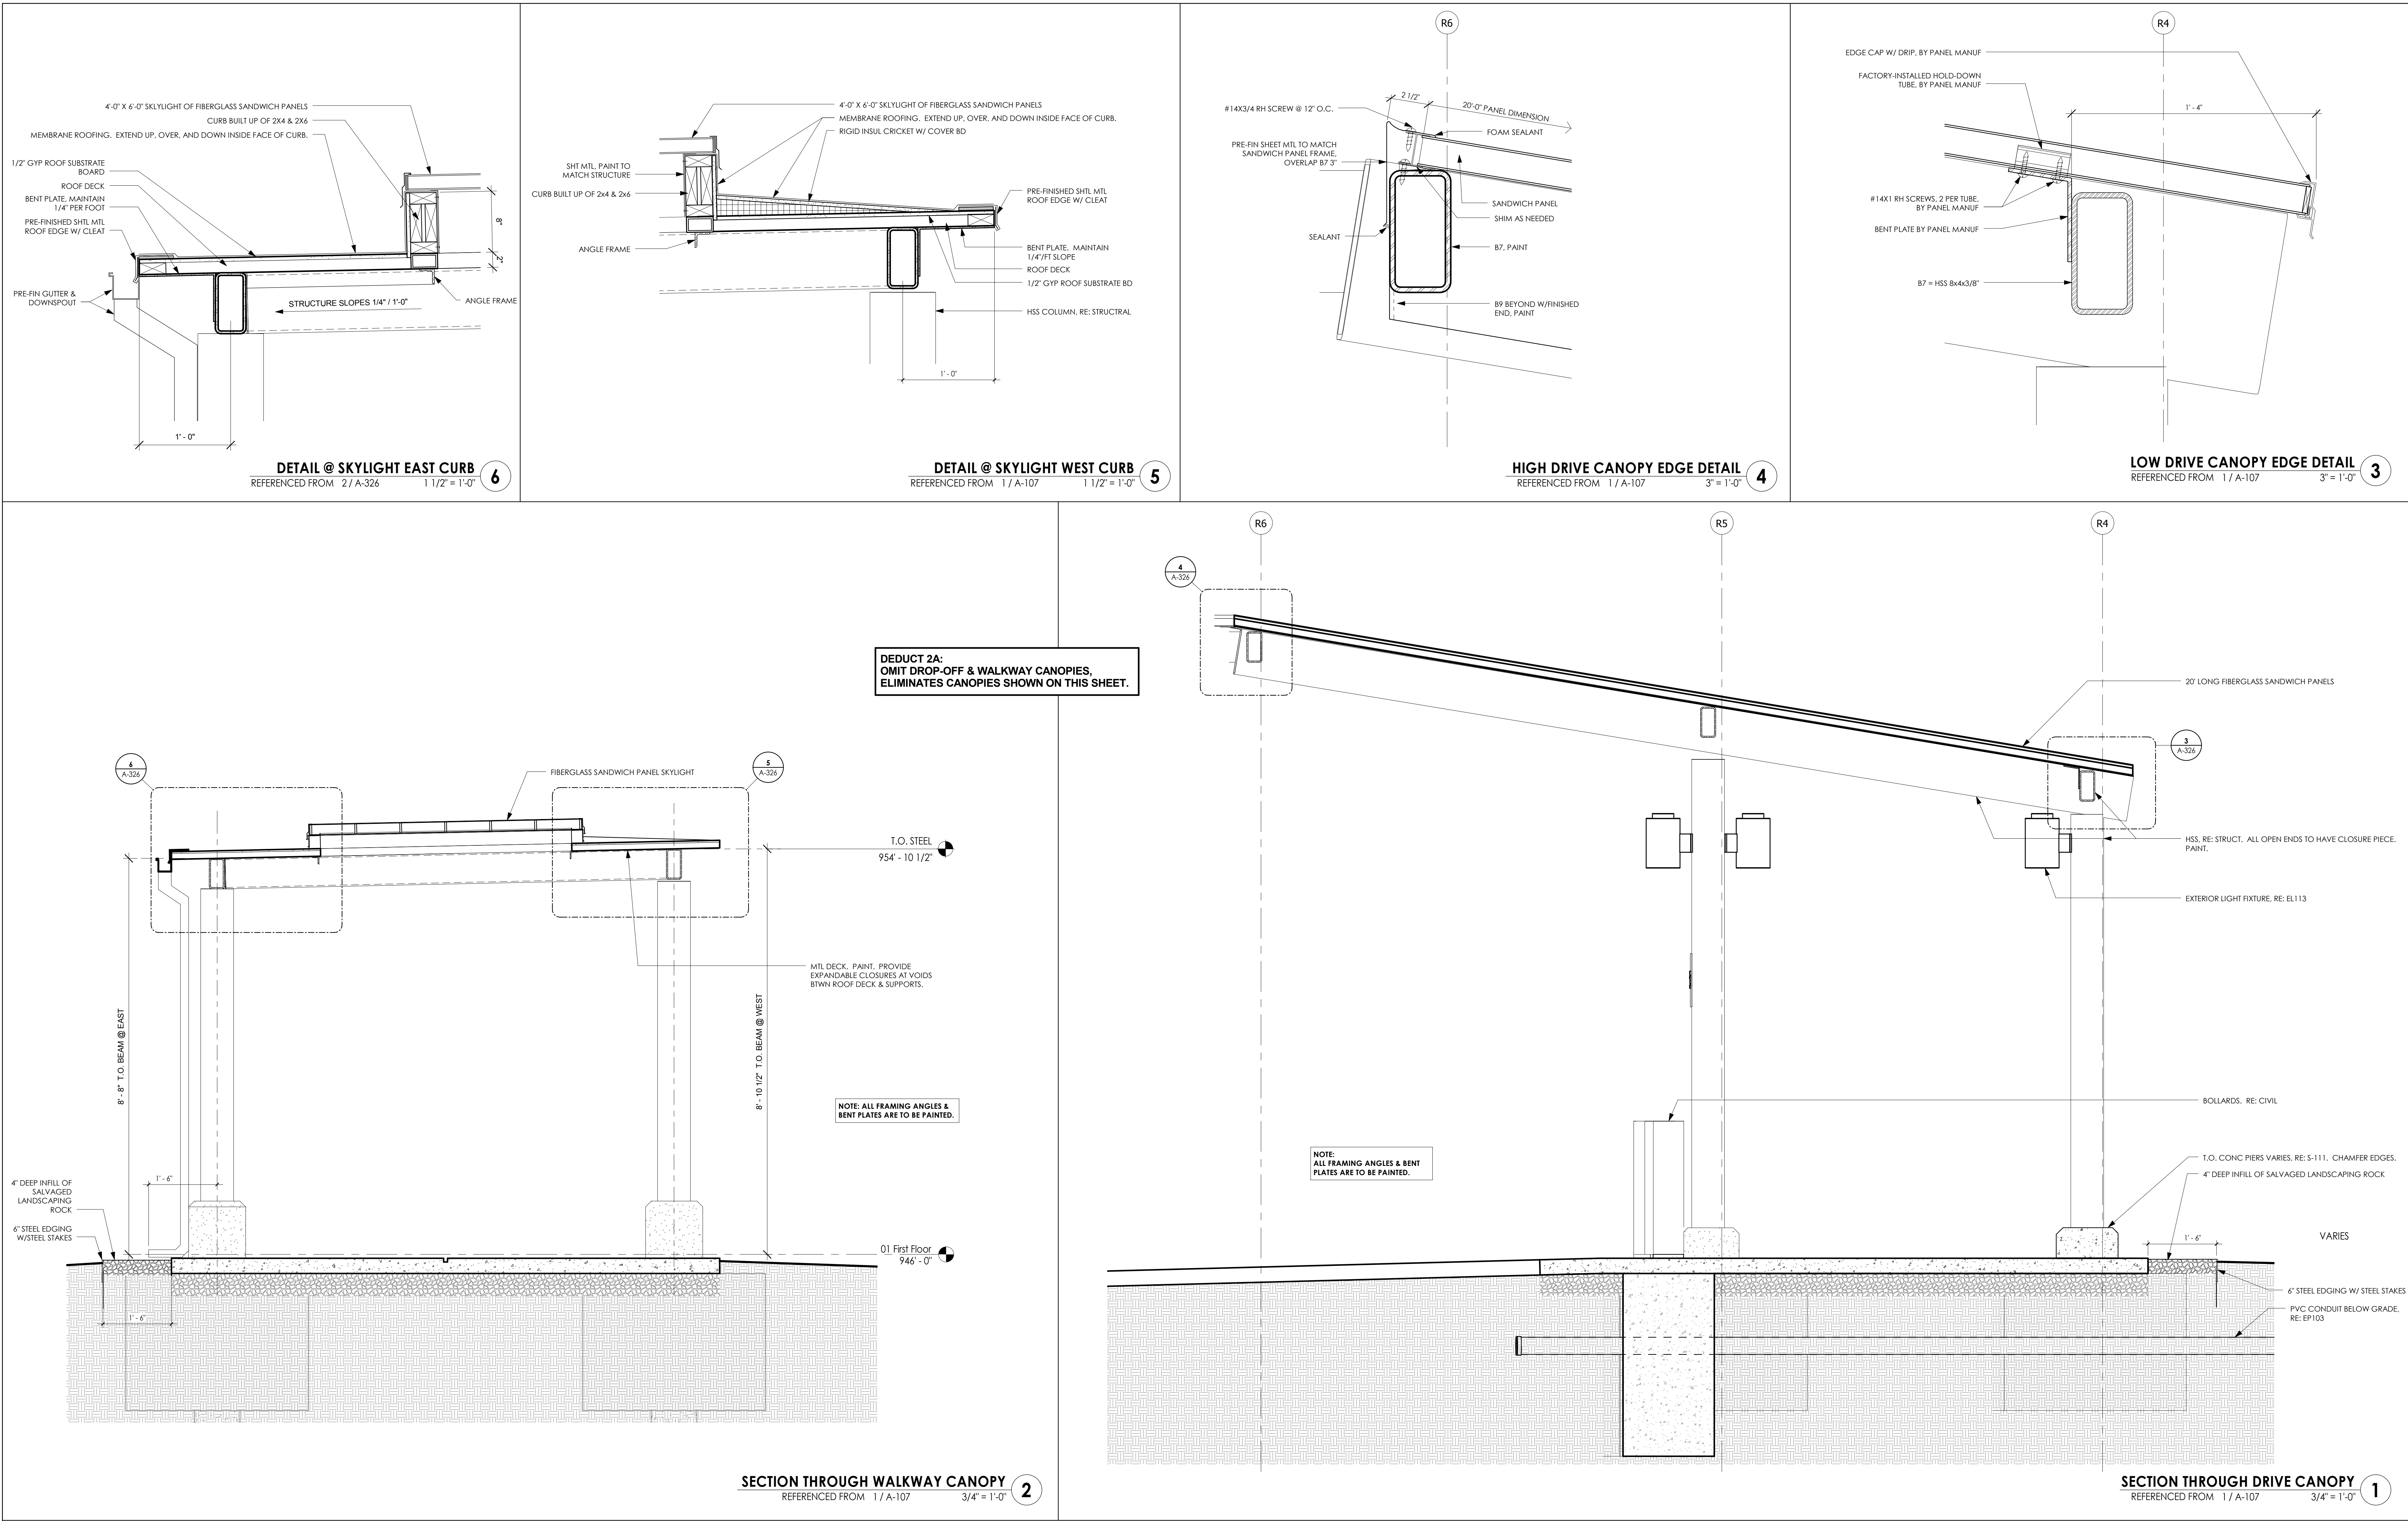 4'-0" X 6'-0" SKLYLIGHT OF FIBERGLASS SANDWICH PANELS
CURB BUILT UP OF 2X4 & 2X6
MEMBRANE ROOFING. EXTEND UP, OVER, AND DOWN INSIDE FACE OF CURB.
1/2" GYP ROOF SUBSTRATE
BOARD
ROOF DECK
BENT PLATE, MAINTAIN
1/4" PER FOOT
PRE-FINISHED SHTL MTL
ROOF EDGE W/ CLEAT
PRE-FIN GUTTER &
DOWNSPOUT
STRUCTURE SLOPES 1/4" / 1'-0"
ANGLE FRAME
8"
2"
1' - 0"
DETAIL @ SKYLIGHT EAST CURB
REFERENCED FROM 2 / A-326
1 1/2" = 1'-0"
6
4'-0" X 6'-0" SKLYLIGHT OF FIBERGLASS SANDWICH PANELS
MEMBRANE ROOFING. EXTEND UP, OVER, AND DOWN INSIDE FACE OF CURB.
RIGID INSUL CRICKET W/ COVER BD
SHT MTL, PAINT TO
MATCH STRUCTURE
CURB BUILT UP OF 2x4 & 2x6
ANGLE FRAME
PRE-FINISHED SHTL MTL
ROOF EDGE W/ CLEAT
BENT PLATE, MAINTAIN
1/4"/FT SLOPE
ROOF DECK
1/2" GYP ROOF SUBSTRATE BD
HSS COLUMN, RE: STRUCTRAL
1' - 0"
DETAIL @ SKYLIGHT WEST CURB
REFERENCED FROM 1 / A-107
1 1/2" = 1'-0"
5
R6
2 1/2"
20'-0" PANEL DIMENSION
#14X3/4 RH SCREW @ 12" O.C.
FOAM SEALANT
PRE-FIN SHEET MTL TO MATCH
SANDWICH PANEL FRAME,
OVERLAP B7 3"
SANDWICH PANEL
SHIM AS NEEDED
SEALANT
B7, PAINT
B9 BEYOND W/FINISHED
END, PAINT
HIGH DRIVE CANOPY EDGE DETAIL
REFERENCED FROM 1 / A-107
3" = 1'-0"
4
R4
EDGE CAP W/ DRIP, BY PANEL MANUF
FACTORY-INSTALLED HOLD-DOWN
TUBE, BY PANEL MANUF
1' - 4"
#14X1 RH SCREWS, 2 PER TUBE,
BY PANEL MANUF
BENT PLATE BY PANEL MANUF
B7 = HSS 8x4x3/8"
LOW DRIVE CANOPY EDGE DETAIL
REFERENCED FROM 1 / A-107
3" = 1'-0"
3
DEDUCT 2A:
OMIT DROP-OFF & WALKWAY CANOPIES,
ELIMINATES CANOPIES SHOWN ON THIS SHEET.
6
A-326
5
A-326
FIBERGLASS SANDWICH PANEL SKYLIGHT
T.O. STEEL
954' - 10 1/2"
MTL DECK. PAINT. PROVIDE
EXPANDABLE CLOSURES AT VOIDS
BTWN ROOF DECK & SUPPORTS.
8' - 8" T.O. BEAM @ EAST
8' - 10 1/2" T.O. BEAM @ WEST
NOTE: ALL FRAMING ANGLES &
BENT PLATES ARE TO BE PAINTED.
4" DEEP INFILL OF
SALVAGED
LANDSCAPING
ROCK
6" STEEL EDGING
W/STEEL STAKES
1' - 6"
1' - 6"
01 First Floor
946' - 0"
SECTION THROUGH WALKWAY CANOPY
REFERENCED FROM 1 / A-107
3/4" = 1'-0"
2
R6
R5
R4
4
A-326
3
A-326
20' LONG FIBERGLASS SANDWICH PANELS
HSS, RE: STRUCT. ALL OPEN ENDS TO HAVE CLOSURE PIECE.
PAINT.
EXTERIOR LIGHT FIXTURE, RE: EL113
BOLLARDS. RE: CIVIL
NOTE:
ALL FRAMING ANGLES & BENT
PLATES ARE TO BE PAINTED.
T.O. CONC PIERS VARIES, RE: S-111. CHAMFER EDGES.
4" DEEP INFILL OF SALVAGED LANDSCAPING ROCK
1' - 6"
VARIES
6" STEEL EDGING W/ STEEL STAKES
PVC CONDUIT BELOW GRADE,
RE: EP103
SECTION THROUGH DRIVE CANOPY
REFERENCED FROM 1 / A-107
3/4" = 1'-0"
1